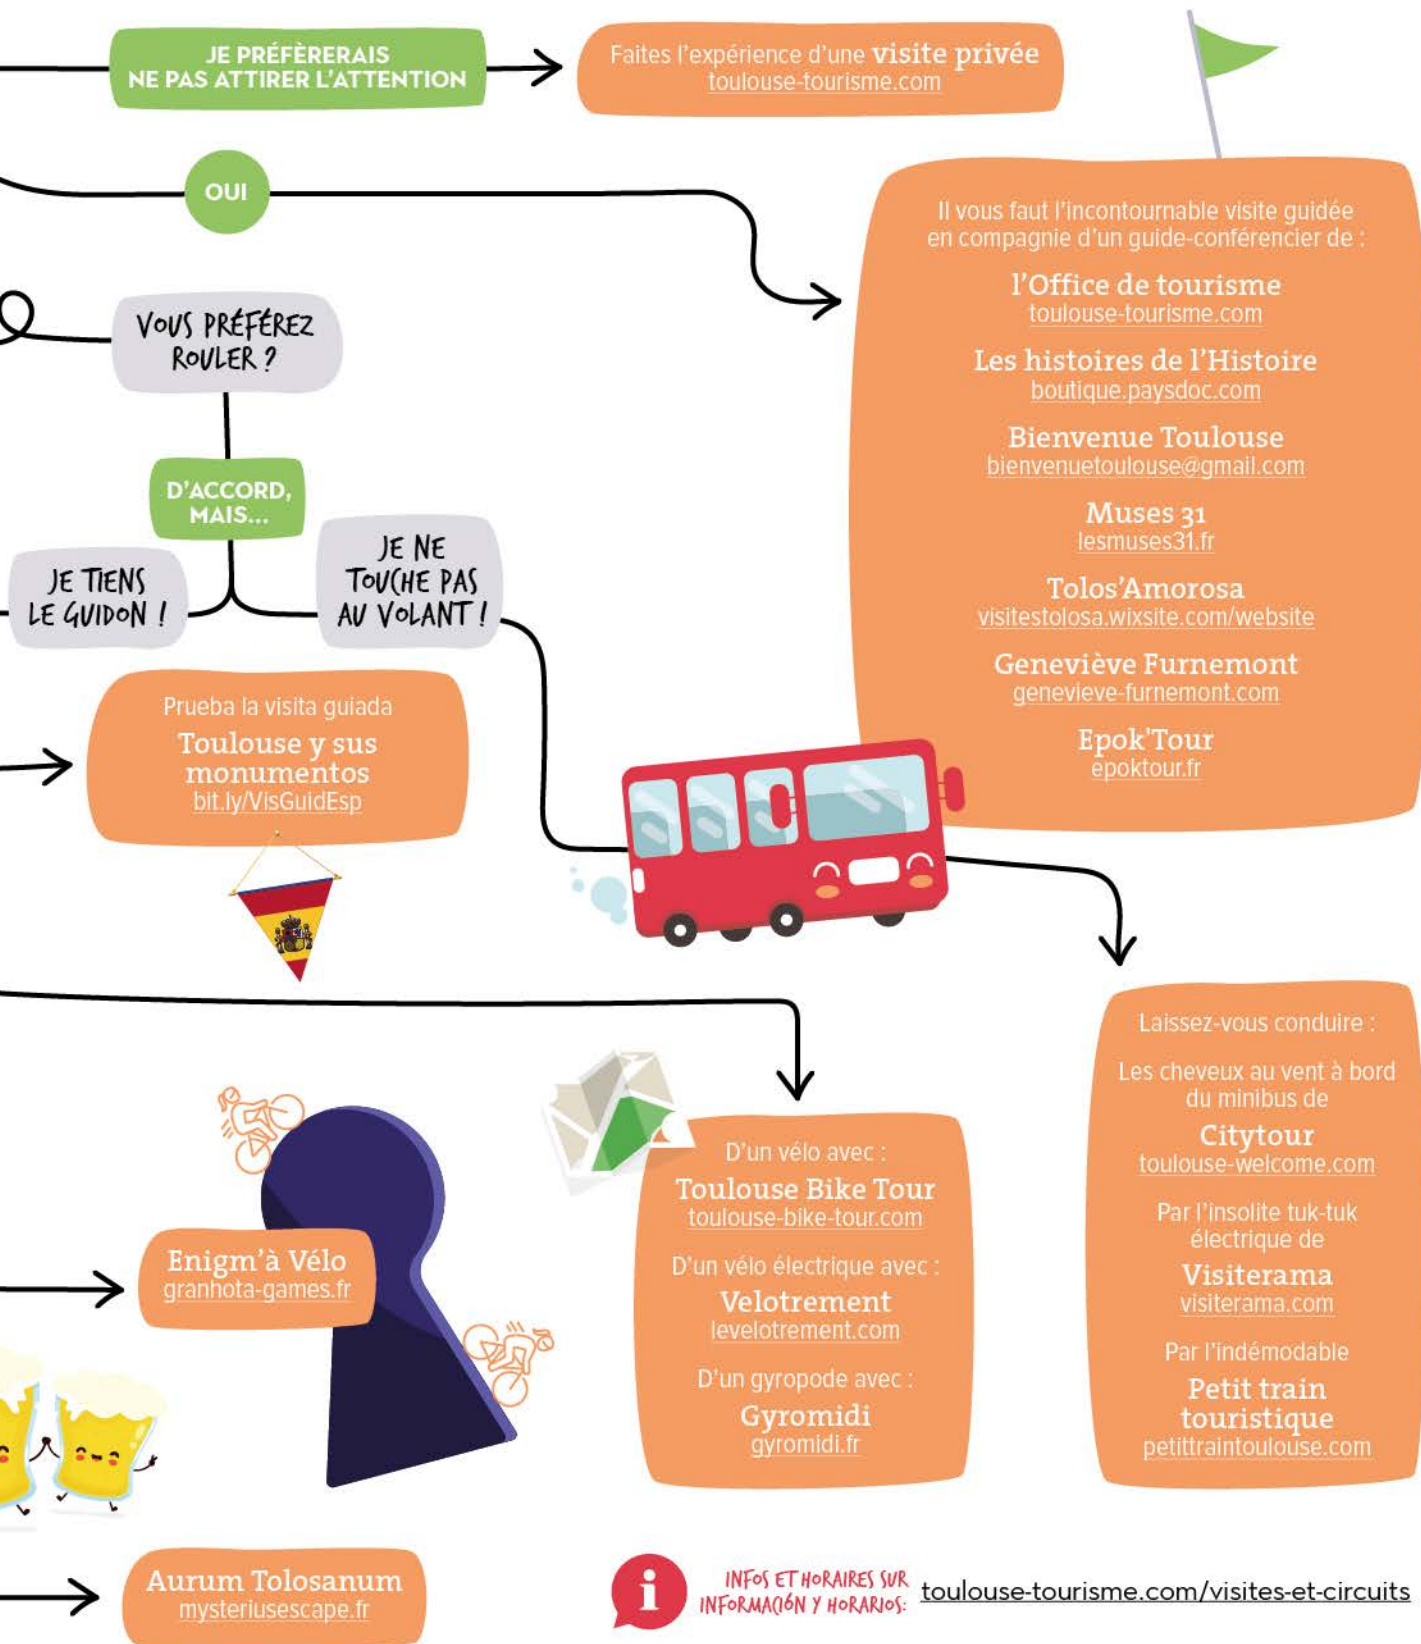 JE PRÉFÈRERAIS
NE PAS ATTIRER L'ATTENTION
Faites l'expérience d'une visite privée
toulouse-tourisme.com
OUI
Il vous faut l'incontournable visite guidée
en compagnie d'un guide-conférencier de :
l'Office de tourisme
toulouse-tourisme.com
Les histoires de l'Histoire
boutique.paysdoc.com
Bienvenue Toulouse
bienvenuetoulouse@gmail.com
Muses 31
lesmuses31.fr
Tolos'Amorosa
visitestolosa.wixsite.com/website
Geneviève Furnemont
genevieve-furnemont.com
Epok'Tour
epoktour.fr
VOUS PRÉFÉREZ
ROULER ?
D'ACCORD,
MAIS...
JE TIENS
LE GUIDON !
JE NE
TOUCHE PAS
AU VOLANT !
Prueba la visita guiada
Toulouse y sus
monumentos
bit.ly/VisGuidEsp
Laissez-vous conduire :
Les cheveux au vent à bord
du minibus de
Citytour
toulouse-welcome.com
Par l'insolite tuk-tuk
électrique de
Visiterama
visiterama.com
Par l'indémodable
Petit train
touristique
petittraintoulouse.com
D'un vélo avec :
Toulouse Bike Tour
toulouse-bike-tour.com
D'un vélo électrique avec :
Velotrement
levelotrement.com
D'un gyropode avec :
Gyromidi
gyromidi.fr
Enigm'à Vélo
granhota-games.fr
Aurum Tolosanum
mysteriusescape.fr
i
INFOS ET HORAIRES SUR
INFORMACIÓN Y HORARIOS:
toulouse-tourisme.com/visites-et-circuits